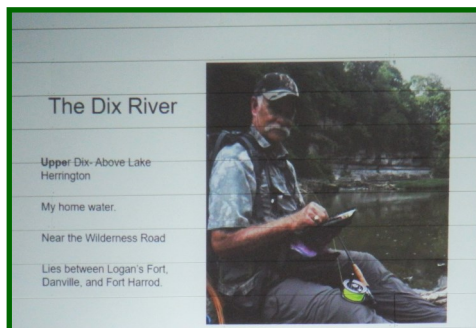 The Dix River
Upper Dix- Above Lake
Herrington
My home water.
Near the Wilderness Road
Lies between Logan's Fort,
Danville, and Fort Harrod.